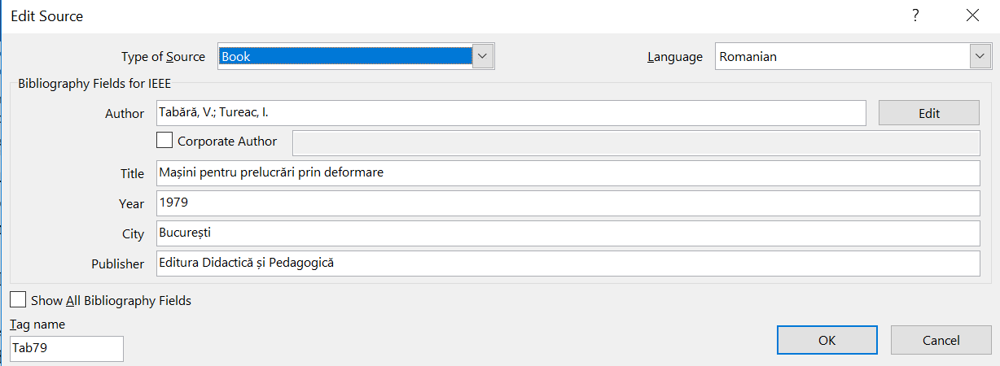 Edit Source
Type of Source Book Language Romanian
Bibliography Fields for IEEE
Author Tabără, V.; Tureac, I. Edit
Corporate Author
Title Mașini pentru prelucrări prin deformare
Year 1979
City București
Publisher Editura Didactică și Pedagogică
Show All Bibliography Fields
Tag name
Tab79
OK Cancel